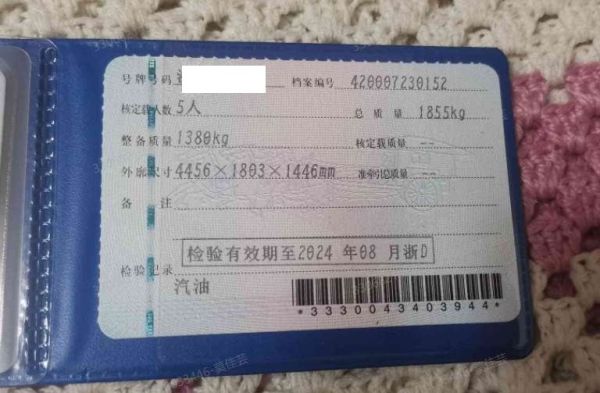 号牌号码 档案编号 420007230152
核定载人数 5人 总质量 1855kg
整备质量 1380kg 核定载质量 --
外廓尺寸 4456×1803×1446mm 准牵引总质量 --
备注
检验有效期至2024年08月浙D
检验记录
汽油
*3330043403944*